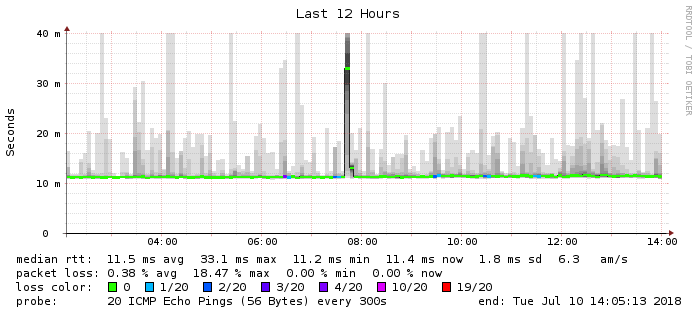 Last 12 Hours
RRDTOOL / TOBI OETIKER
Seconds
40 m
30 m
20 m
10 m
0
04:00 06:00 08:00 10:00 12:00 14:00
median rtt: 11.5 ms avg 33.1 ms max 11.2 ms min 11.4 ms now 1.8 ms sd 6.3 am/s
packet loss: 0.38 % avg 18.47 % max 0.00 % min 0.00 % now
loss color: 0 1/20 2/20 3/20 4/20 10/20 19/20
probe: 20 ICMP Echo Pings (56 Bytes) every 300s end: Tue Jul 10 14:05:13 2018